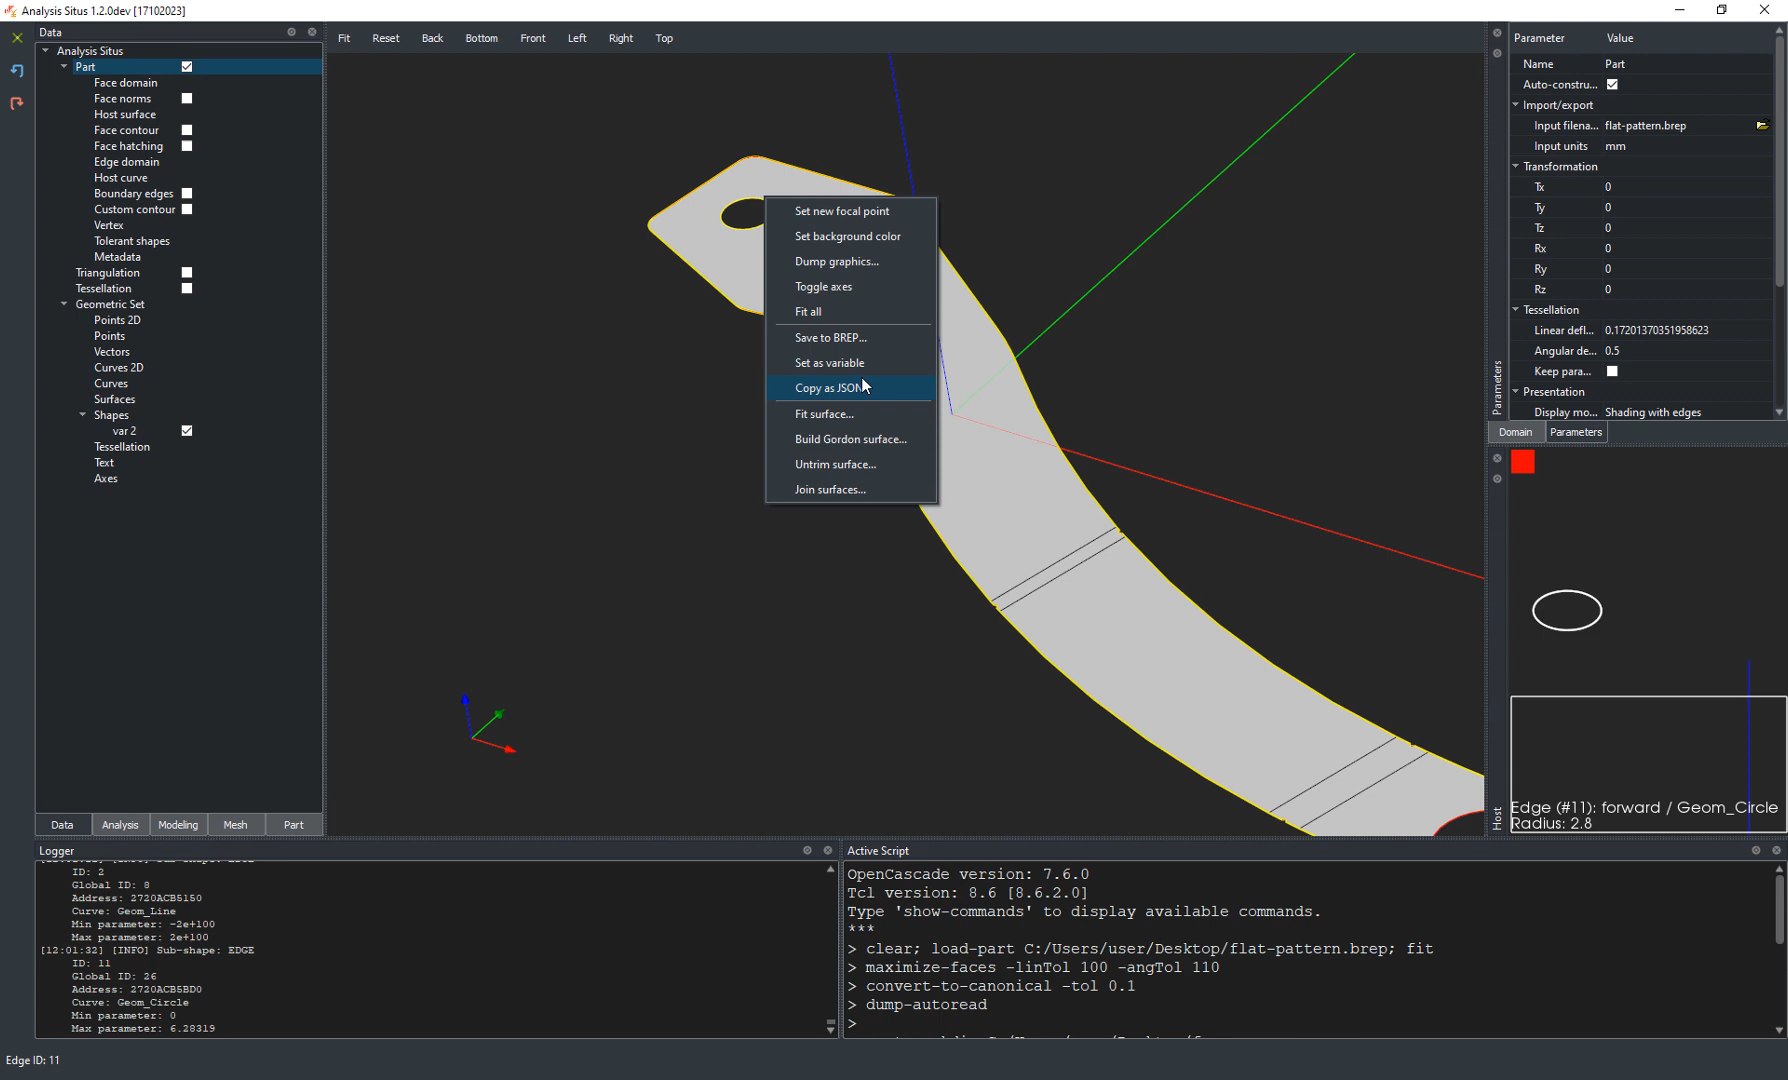 Analysis Situs 1.2.0dev [17102023]
Data
Analysis Situs
Part
Face domain
Face norms
Host surface
Face contour
Face hatching
Edge domain
Host curve
Boundary edges
Custom contour
Vertex
Tolerant shapes
Metadata
Triangulation
Tessellation
Geometric Set
Points 2D
Points
Vectors
Curves 2D
Curves
Surfaces
Shapes
var 2
Tessellation
Text
Axes
Data Analysis Modeling Mesh Part
Fit Reset Back Bottom Front Left Right Top
Set new focal point
Set background color
Dump graphics...
Toggle axes
Fit all
Save to BREP...
Set as variable
Copy as JSON
Fit surface...
Build Gordon surface...
Untrim surface...
Join surfaces...
Parameters
Parameter Value
Name Part
Auto-constru...
Import/export
Input filena... flat-pattern.brep
Input units mm
Transformation
Tx 0
Ty 0
Tz 0
Rx 0
Ry 0
Rz 0
Tessellation
Linear defl... 0.17201370351958623
Angular de... 0.5
Keep para...
Presentation
Display mo... Shading with edges
Domain Parameters
Host
Edge (#11): forward / Geom_Circle
Radius: 2.8
Logger
ID: 2
Global ID: 8
Address: 2720ACB5150
Curve: Geom_Line
Min parameter: -2e+100
Max parameter: 2e+100
[12:01:32] [INFO] Sub-shape: EDGE
ID: 11
Global ID: 26
Address: 2720ACB5BD0
Curve: Geom_Circle
Min parameter: 0
Max parameter: 6.28319
Active Script
OpenCascade version: 7.6.0
Tcl version: 8.6 [8.6.2.0]
Type 'show-commands' to display available commands.
***
> clear; load-part C:/Users/user/Desktop/flat-pattern.brep; fit
> maximize-faces -linTol 100 -angTol 110
> convert-to-canonical -tol 0.1
> dump-autoread
>
Edge ID: 11